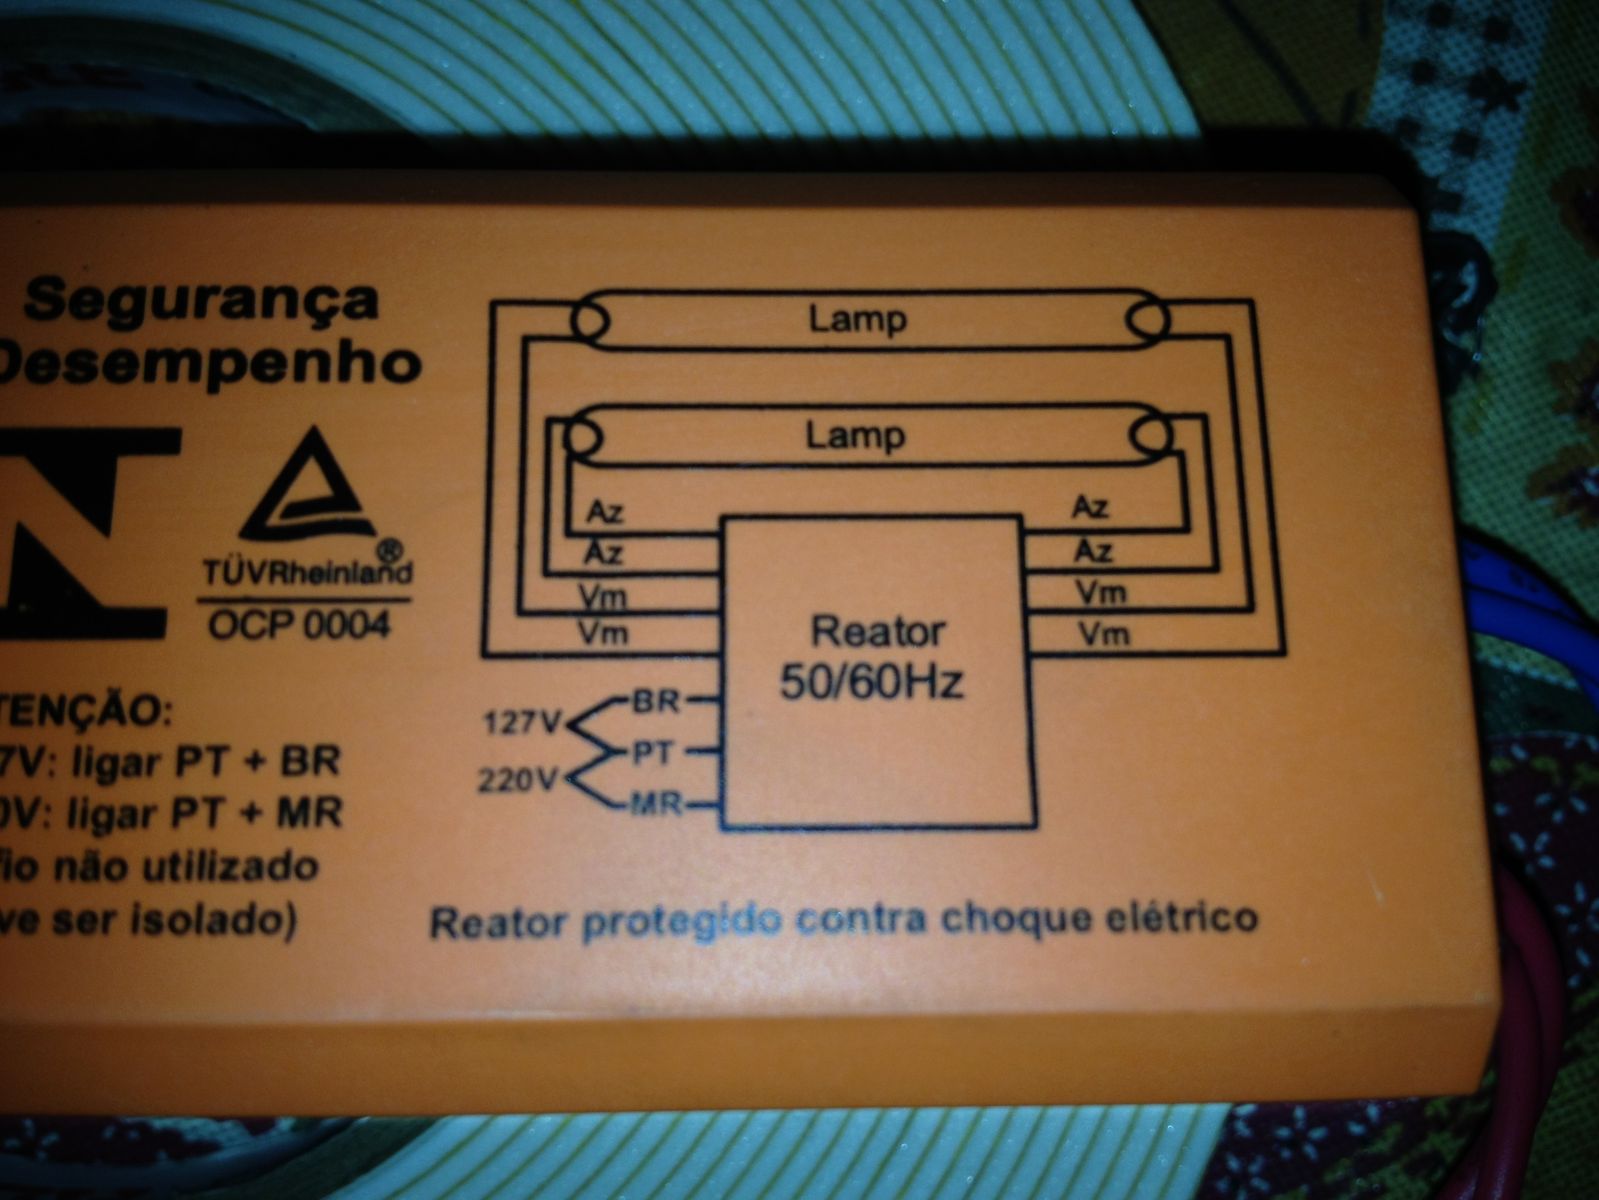 Segurança
Desempenho
TÜVRheinland®
OCP 0004
TENÇÃO:
7V: ligar PT + BR
0V: ligar PT + MR
fio não utilizado
ve ser isolado)
Lamp
Lamp
Az Az
Az Az
Vm Vm
Vm Vm
Reator
50/60Hz
127V
220V
BR
PT
MR
Reator protegido contra choque elétrico